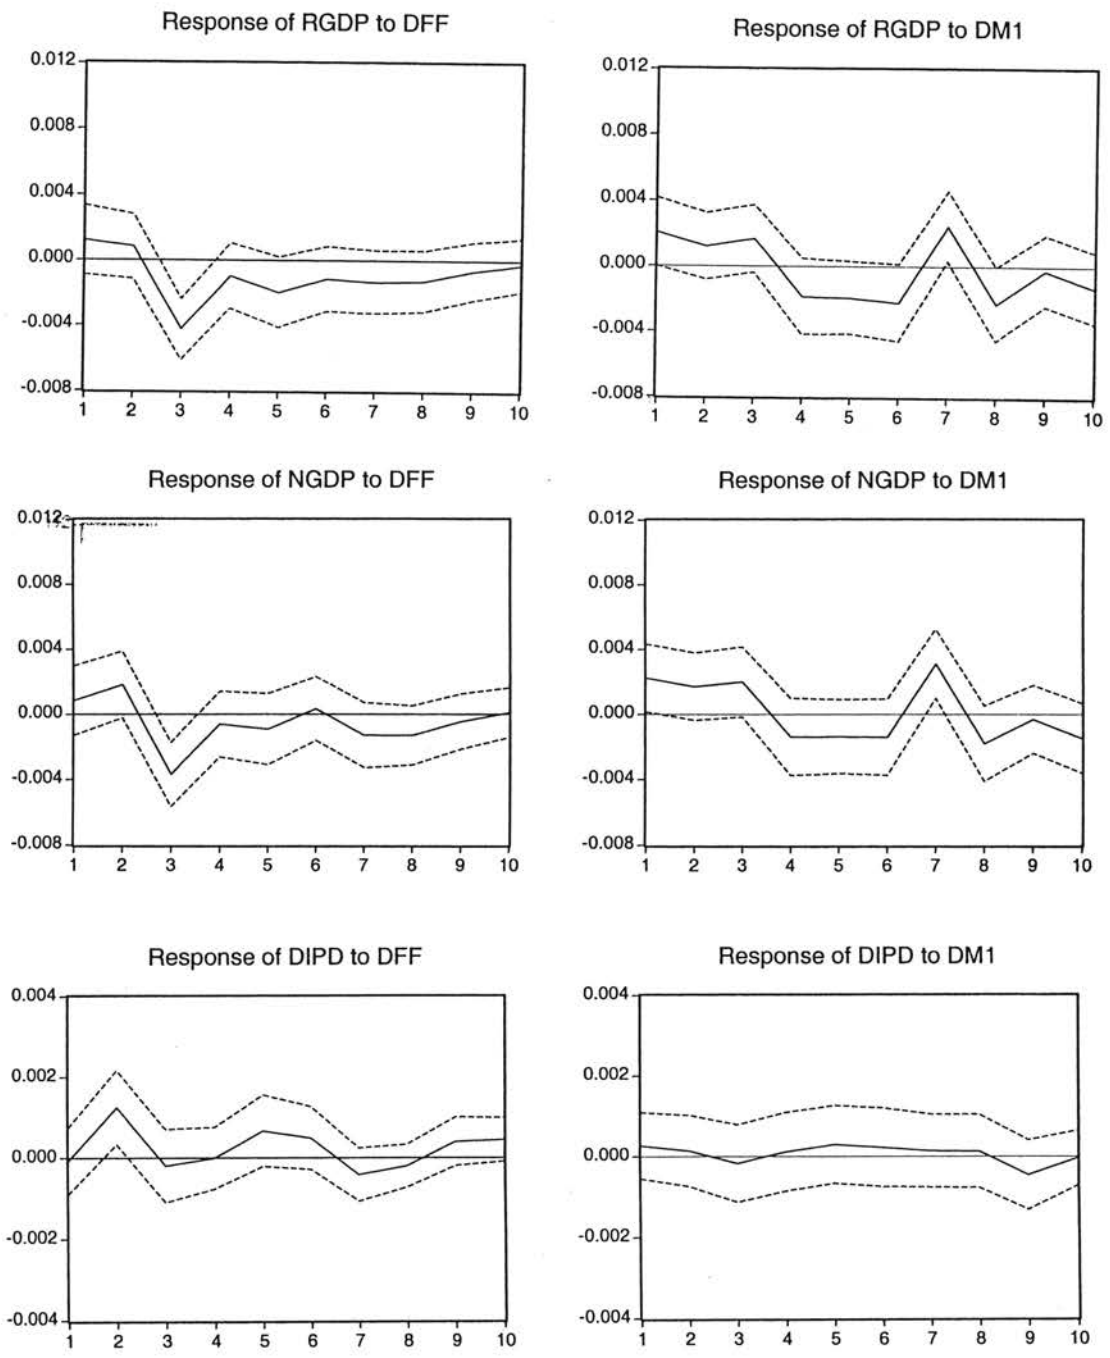 Response of RGDP to DFF
0.012
0.008
0.004
0.000
-0.004
-0.008
1 2 3 4 5 6 7 8 9 10
Response of RGDP to DM1
0.012
0.008
0.004
0.000
-0.004
-0.008
1 2 3 4 5 6 7 8 9 10
Response of NGDP to DFF
0.012
0.008
0.004
0.000
-0.004
-0.008
1 2 3 4 5 6 7 8 9 10
Response of NGDP to DM1
0.012
0.008
0.004
0.000
-0.004
-0.008
1 2 3 4 5 6 7 8 9 10
Response of DIPD to DFF
0.004
0.002
0.000
-0.002
-0.004
1 2 3 4 5 6 7 8 9 10
Response of DIPD to DM1
0.004
0.002
0.000
-0.002
-0.004
1 2 3 4 5 6 7 8 9 10